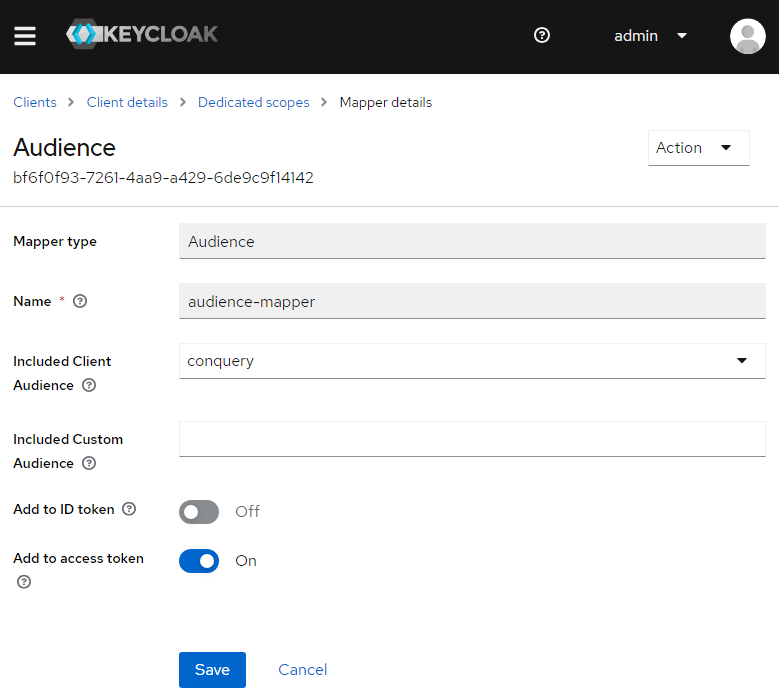 KEYCLOAK
admin
Clients Client details Dedicated scopes Mapper details
Audience
Action
bf6f0f93-7261-4aa9-a429-6de9c9f14142
Mapper type
Audience
Name *
audience-mapper
Included Client
Audience
conquery
Included Custom
Audience
Add to ID token
Off
Add to access token
On
Save
Cancel